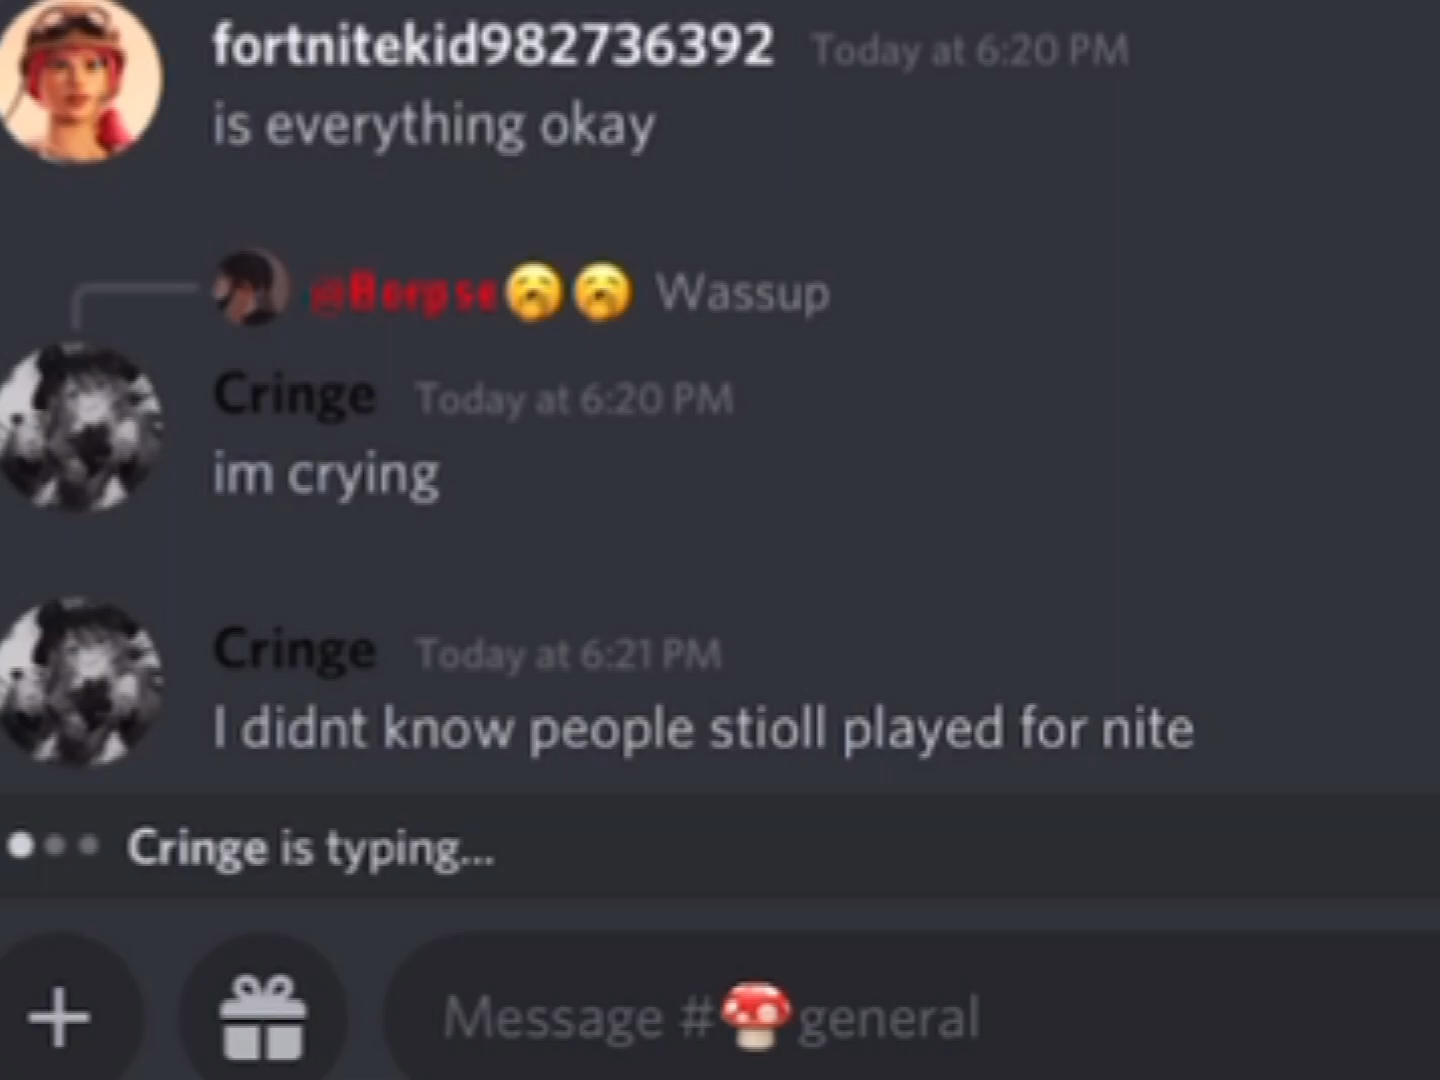 fortnitekid982736392 Today at 6:20 PM
is everything okay
Wassup
Cringe Today at 6:20 PM
im crying
Cringe Today at 6:21 PM
I didnt know people stioll played for nite
Cringe is typing...
Message #🍄general